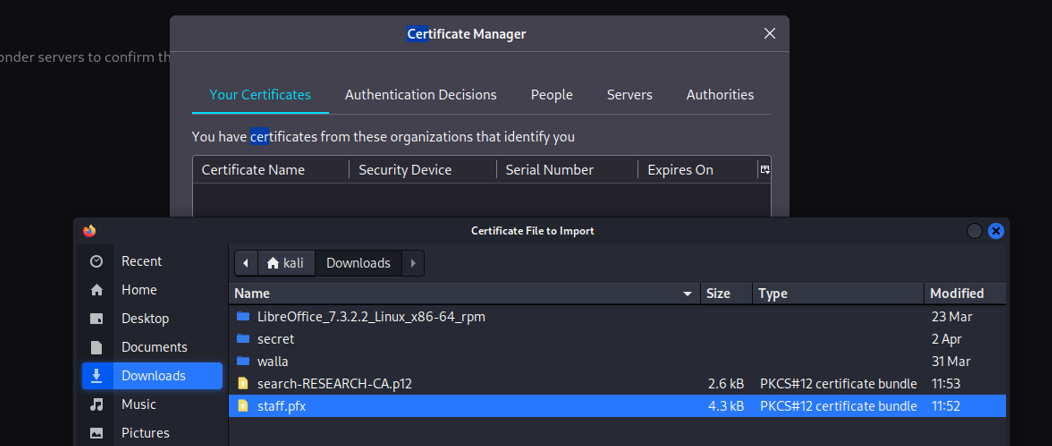 Certificate Manager
onder servers to confirm th
Your Certificates Authentication Decisions People Servers Authorities
You have certificates from these organizations that identify you
Certificate Name Security Device Serial Number Expires On
Certificate File to Import
Recent
Home
Desktop
Documents
Downloads
Music
Pictures
kali Downloads
Name Size Type Modified
LibreOffice_7.3.2.2_Linux_x86-64_rpm 23 Mar
secret 2 Apr
walla 31 Mar
search-RESEARCH-CA.p12 2.6 kB PKCS#12 certificate bundle 11:53
staff.pfx 4.3 kB PKCS#12 certificate bundle 11:52